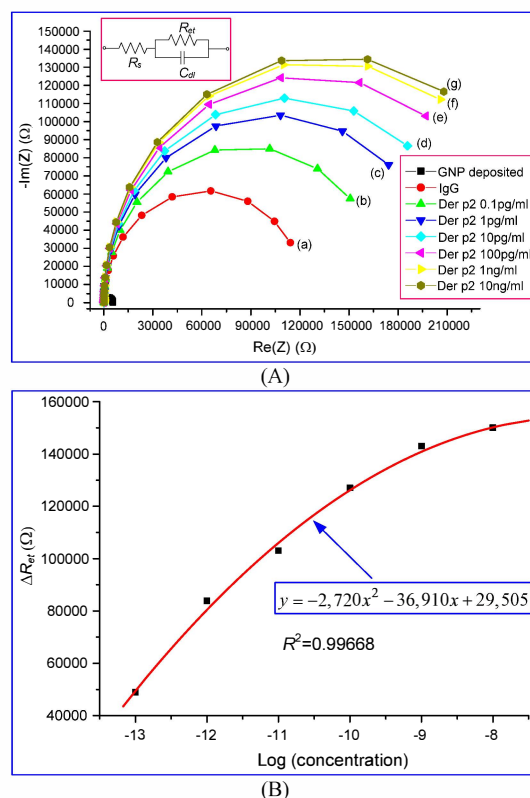 (A)
-Im(Z) (Ω)
150000
140000
130000
120000
110000
100000
90000
80000
70000
60000
50000
40000
30000
20000
10000
0
R_et
R_s
C_dl
(g)
(f)
(e)
(d)
(c)
(b)
(a)
GNP deposited
IgG
Der p2 0.1pg/ml
Der p2 1pg/ml
Der p2 10pg/ml
Der p2 100pg/ml
Der p2 1ng/ml
Der p2 10ng/ml
0 30000 60000 90000 120000 150000 180000 210000
Re(Z) (Ω)
(A)
ΔR_et (Ω)
160000
140000
120000
100000
80000
60000
40000
y = −2,720x² − 36,910x + 29,505
R²=0.99668
-13 -12 -11 -10 -9 -8
Log (concentration)
(B)